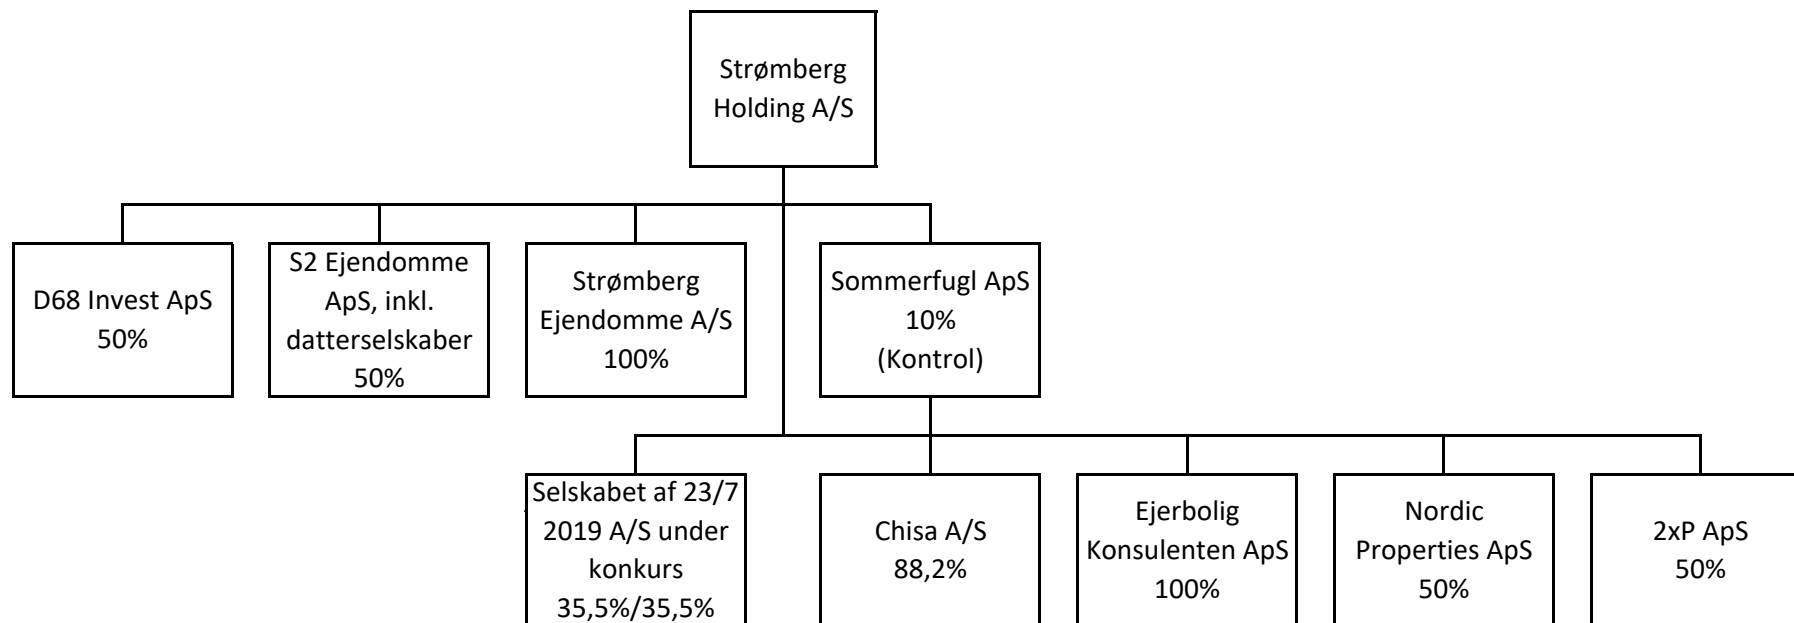 Strømberg
Holding A/S
D68 Invest ApS
50%
S2 Ejendomme
ApS, inkl.
datterselskaber
50%
Strømberg
Ejendomme A/S
100%
Sommerfugl ApS
10%
(Kontrol)
Selskabet af 23/7
2019 A/S under
konkurs
35,5%/35,5%
Chisa A/S
88,2%
Ejerbolig
Konsulenten ApS
100%
Nordic
Properties ApS
50%
2xP ApS
50%